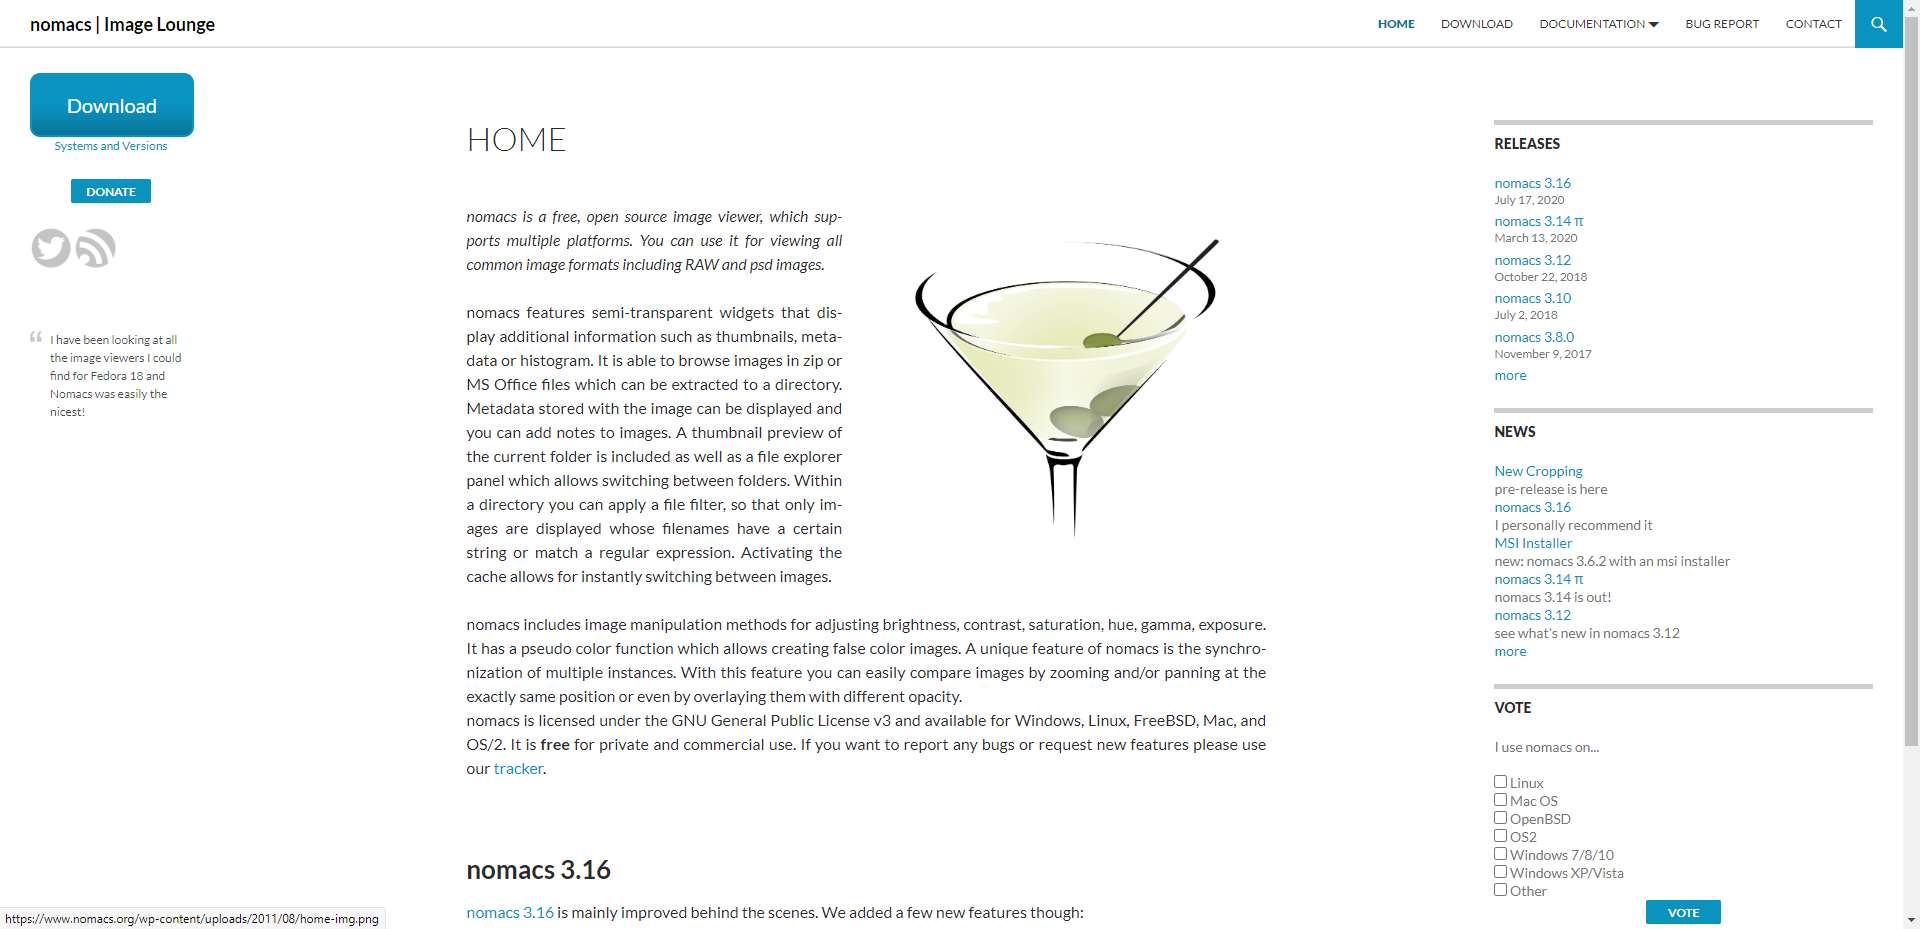 nomacs | Image Lounge
HOME
DOWNLOAD
DOCUMENTATION
BUG REPORT
CONTACT
Download
Systems and Versions
DONATE
“ I have been looking at all
the image viewers I could
find for Fedora 18 and
Nomacs was easily the
nicest!
HOME
nomacs is a free, open source image viewer, which sup-
ports multiple platforms. You can use it for viewing all
common image formats including RAW and psd images.
nomacs features semi-transparent widgets that dis-
play additional information such as thumbnails, meta-
data or histogram. It is able to browse images in zip or
MS Office files which can be extracted to a directory.
Metadata stored with the image can be displayed and
you can add notes to images. A thumbnail preview of
the current folder is included as well as a file explorer
panel which allows switching between folders. Within
a directory you can apply a file filter, so that only im-
ages are displayed whose filenames have a certain
string or match a regular expression. Activating the
cache allows for instantly switching between images.
nomacs includes image manipulation methods for adjusting brightness, contrast, saturation, hue, gamma, exposure.
It has a pseudo color function which allows creating false color images. A unique feature of nomacs is the synchro-
nization of multiple instances. With this feature you can easily compare images by zooming and/or panning at the
exactly same position or even by overlaying them with different opacity.
nomacs is licensed under the GNU General Public License v3 and available for Windows, Linux, FreeBSD, Mac, and
OS/2. It is free for private and commercial use. If you want to report any bugs or request new features please use
our tracker.
nomacs 3.16
nomacs 3.16 is mainly improved behind the scenes. We added a few new features though:
RELEASES
nomacs 3.16
July 17, 2020
nomacs 3.14 π
March 13, 2020
nomacs 3.12
October 22, 2018
nomacs 3.10
July 2, 2018
nomacs 3.8.0
November 9, 2017
more
NEWS
New Cropping
pre-release is here
nomacs 3.16
I personally recommend it
MSI Installer
new: nomacs 3.6.2 with an msi installer
nomacs 3.14 π
nomacs 3.14 is out!
nomacs 3.12
see what's new in nomacs 3.12
more
VOTE
I use nomacs on...
Linux
Mac OS
OpenBSD
OS2
Windows 7/8/10
Windows XP/Vista
Other
VOTE
https://www.nomacs.org/wp-content/uploads/2011/08/home-img.png